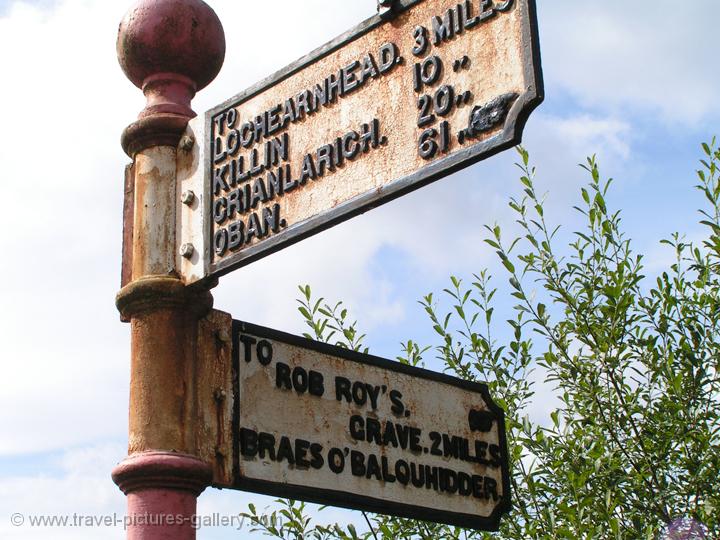 TO
LOCHEARNHEAD. 3 MILES
KILLIN 10 "
CRIANLARICH. 20 "
OBAN. 61 "
TO
ROB ROY'S.
GRAVE. 2 MILES
BRAES O'BALQUHIDDER.
© www.travel-pictures-gallery.com